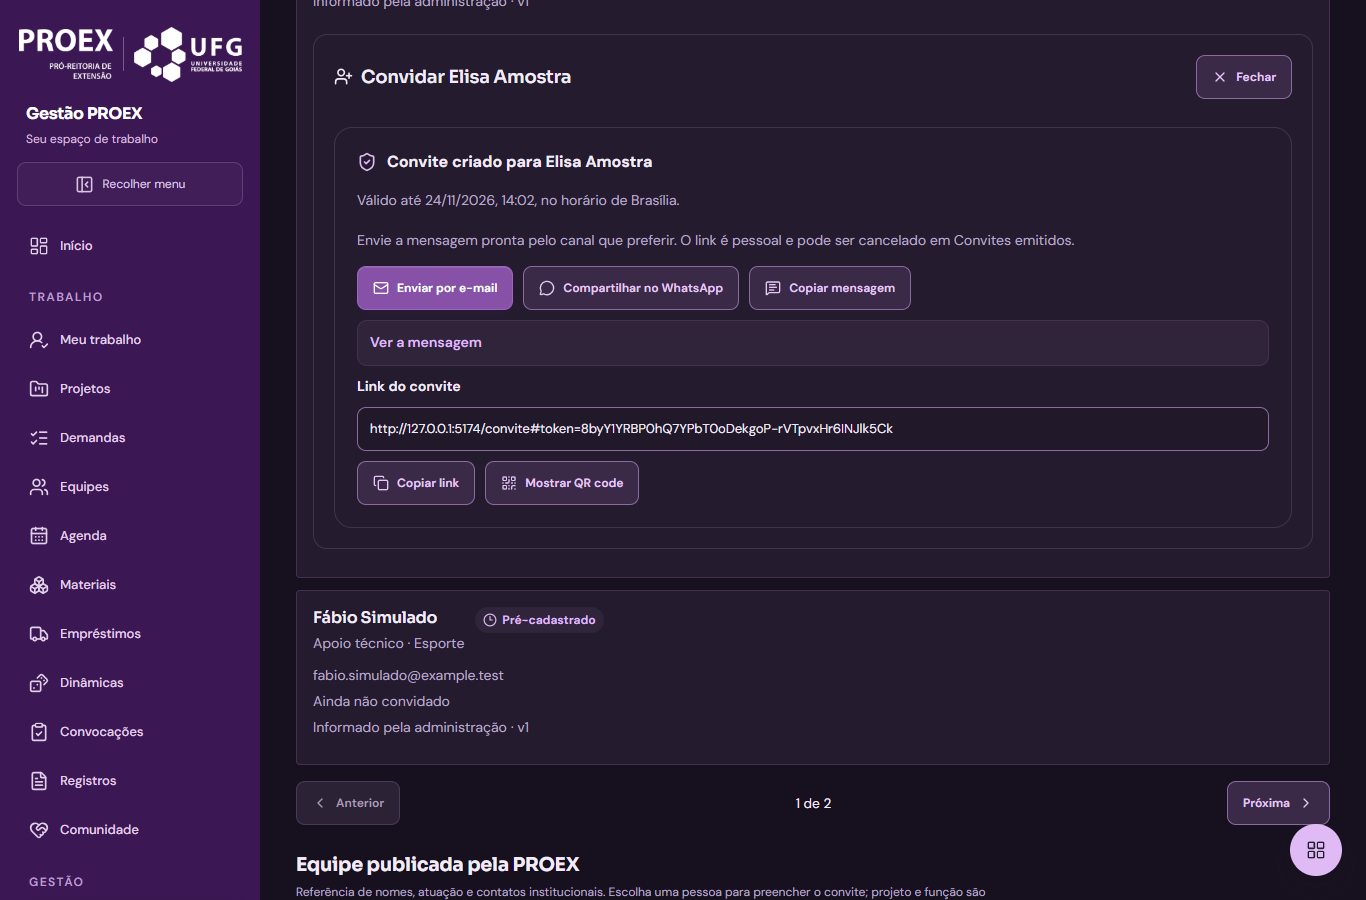 PROEX
PRÓ-REITORIA DE
EXTENSÃO
UFG
UNIVERSIDADE
FEDERAL DE GOIÁS
Gestão PROEX
Seu espaço de trabalho
Recolher menu
Início
TRABALHO
Meu trabalho
Projetos
Demandas
Equipes
Agenda
Materiais
Empréstimos
Dinâmicas
Convocações
Registros
Comunidade
GESTÃO
Informado pela administração · v1
Convidar Elisa Amostra
Fechar
Convite criado para Elisa Amostra
Válido até 24/11/2026, 14:02, no horário de Brasília.
Envie a mensagem pronta pelo canal que preferir. O link é pessoal e pode ser cancelado em Convites emitidos.
Enviar por e-mail
Compartilhar no WhatsApp
Copiar mensagem
Ver a mensagem
Link do convite
http://127.0.0.1:5174/convite#token=8byY1YRBP0hQ7YPbT0oDekgoP-rVTpvxHr6INJlk5Ck
Copiar link
Mostrar QR code
Fábio Simulado
Pré-cadastrado
Apoio técnico · Esporte
fabio.simulado@example.test
Ainda não convidado
Informado pela administração · v1
Anterior
1 de 2
Próxima
Equipe publicada pela PROEX
Referência de nomes, atuação e contatos institucionais. Escolha uma pessoa para preencher o convite; projeto e função são